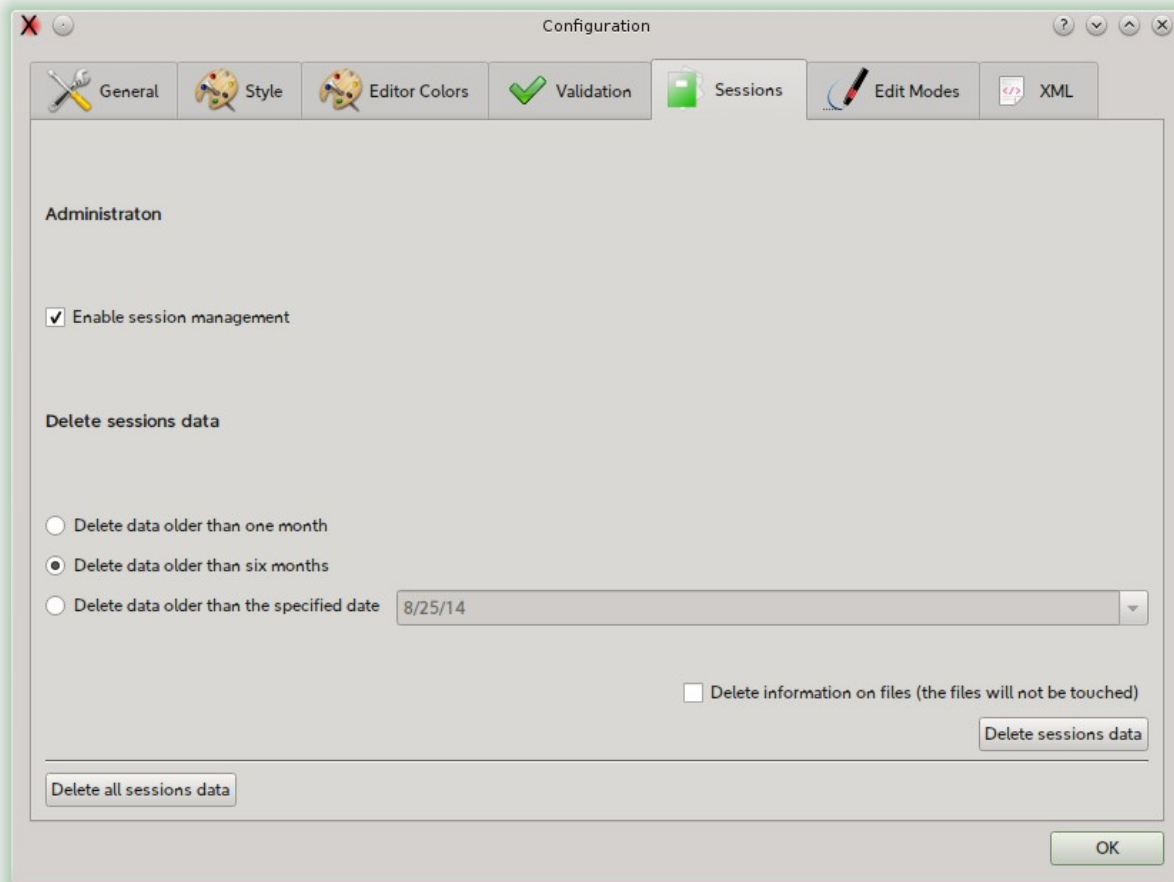 Configuration
General Style Editor Colors Validation Sessions Edit Modes XML
Administraton
Enable session management
Delete sessions data
Delete data older than one month
Delete data older than six months
Delete data older than the specified date 8/25/14
Delete information on files (the files will not be touched)
Delete sessions data
Delete all sessions data
OK